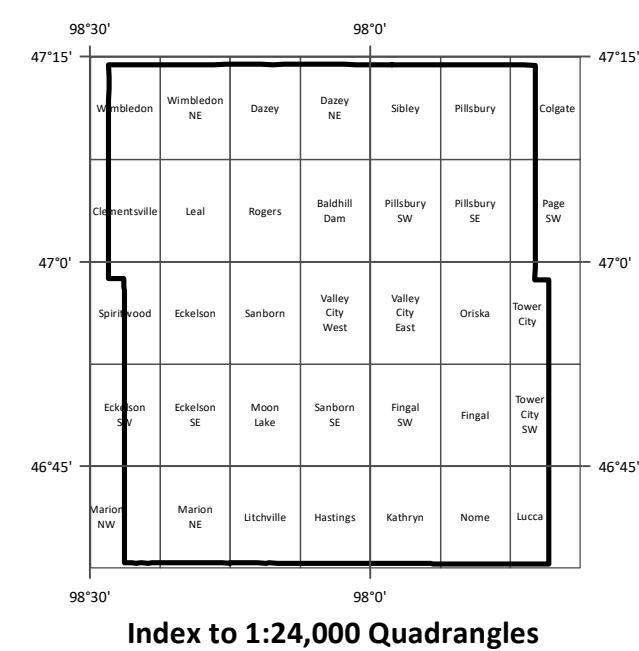 98°30'
98°0'
47°15'
47°15'
Wimbledon
Wimbledon
NE
Dazey
Dazey
NE
Sibley
Pillsbury
Colgate
Clementsville
Leal
Rogers
Baldhill
Dam
Pillsbury
SW
Pillsbury
SE
Page
SW
47°0'
47°0'
Spiritwood
Eckelson
Sanborn
Valley
City
West
Valley
City
East
Oriska
Tower
City
Eckelson
SW
Eckelson
SE
Moon
Lake
Sanborn
SE
Fingal
SW
Fingal
Tower
City
SW
46°45'
46°45'
Marion
NW
Marion
NE
Litchville
Hastings
Kathryn
Nome
Lucca
98°30'
98°0'
Index to 1:24,000 Quadrangles